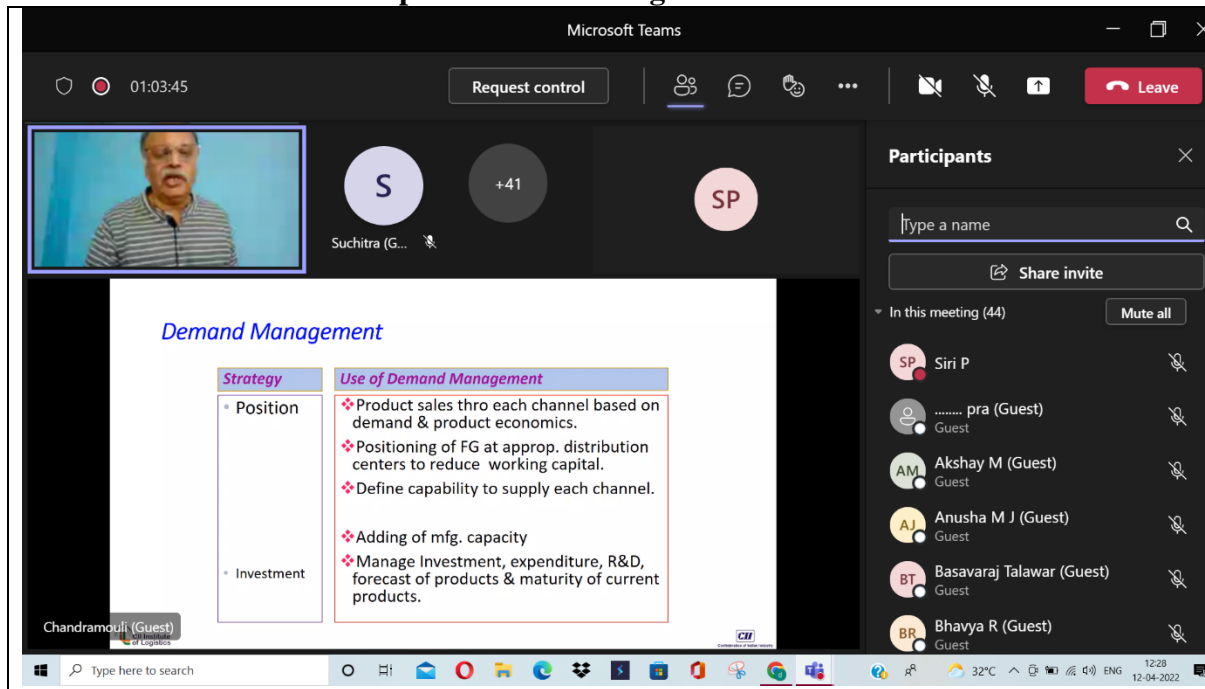 Microsoft Teams
01:03:45
Request control
Leave
S
+41
SP
Suchitra (G...
Participants
Type a name
Share invite
In this meeting (44)
Mute all
SP Siri P
........ pra (Guest)
Guest
AM Akshay M (Guest)
Guest
AJ Anusha M J (Guest)
Guest
BT Basavaraj Talawar (Guest)
Guest
BR Bhavya R (Guest)
Guest
Demand Management
Strategy
Use of Demand Management
Position
Product sales thro each channel based on
demand & product economics.
Positioning of FG at approp. distribution
centers to reduce working capital.
Define capability to supply each channel.
Adding of mfg. capacity
Investment
Manage Investment, expenditure, R&D,
forecast of products & maturity of current
products.
Chandramouli (Guest)
of Logistics
CII
Type here to search
32°C
ENG
12:28
12-04-2022